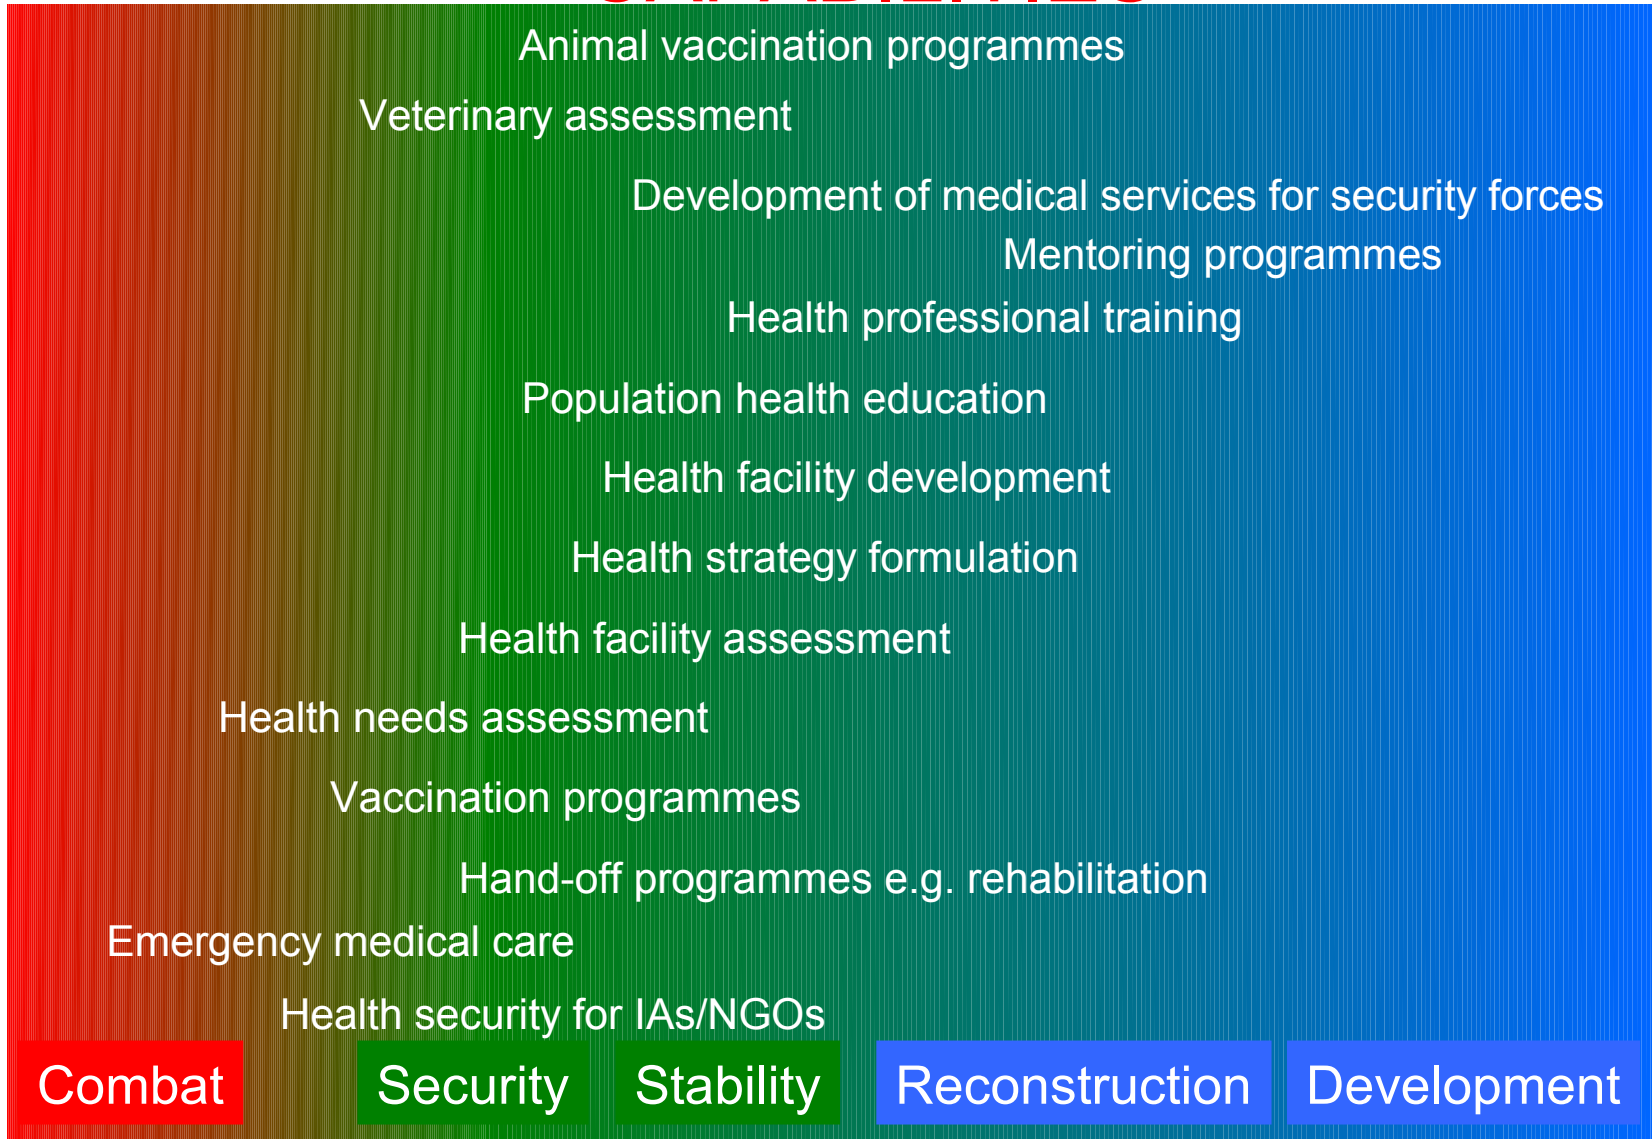 CAPABILITIES
Animal vaccination programmes
Veterinary assessment
Development of medical services for security forces
Mentoring programmes
Health professional training
Population health education
Health facility development
Health strategy formulation
Health facility assessment
Health needs assessment
Vaccination programmes
Hand-off programmes e.g. rehabilitation
Emergency medical care
Health security for IAs/NGOs
Combat Security Stability Reconstruction Development